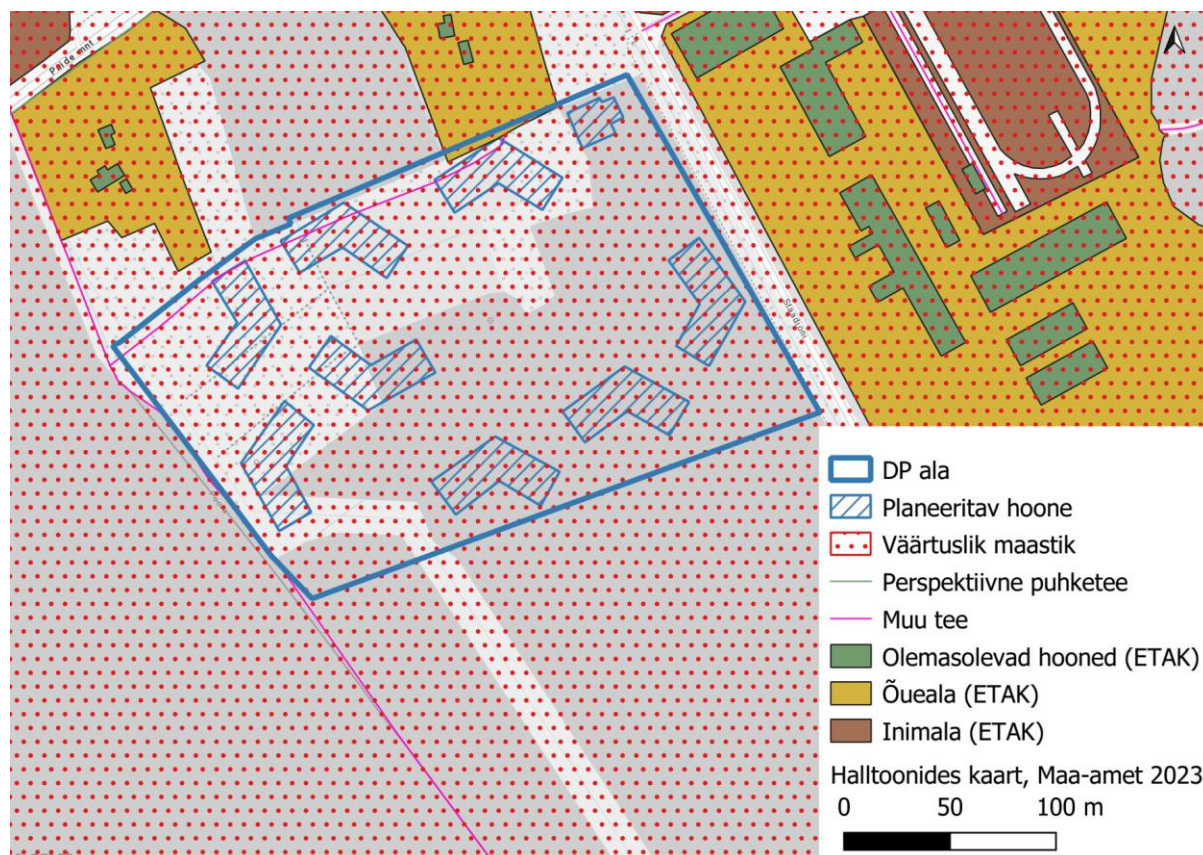 Paide mnt
Staadioni
DP ala
Planeeritav hoone
Väärtuslik maastik
Perspektiivne puhketee
Muu tee
Olemasolevad hooned (ETAK)
Õueala (ETAK)
Inimala (ETAK)
Halltoonides kaart, Maa-amet 2023
0 50 100 m